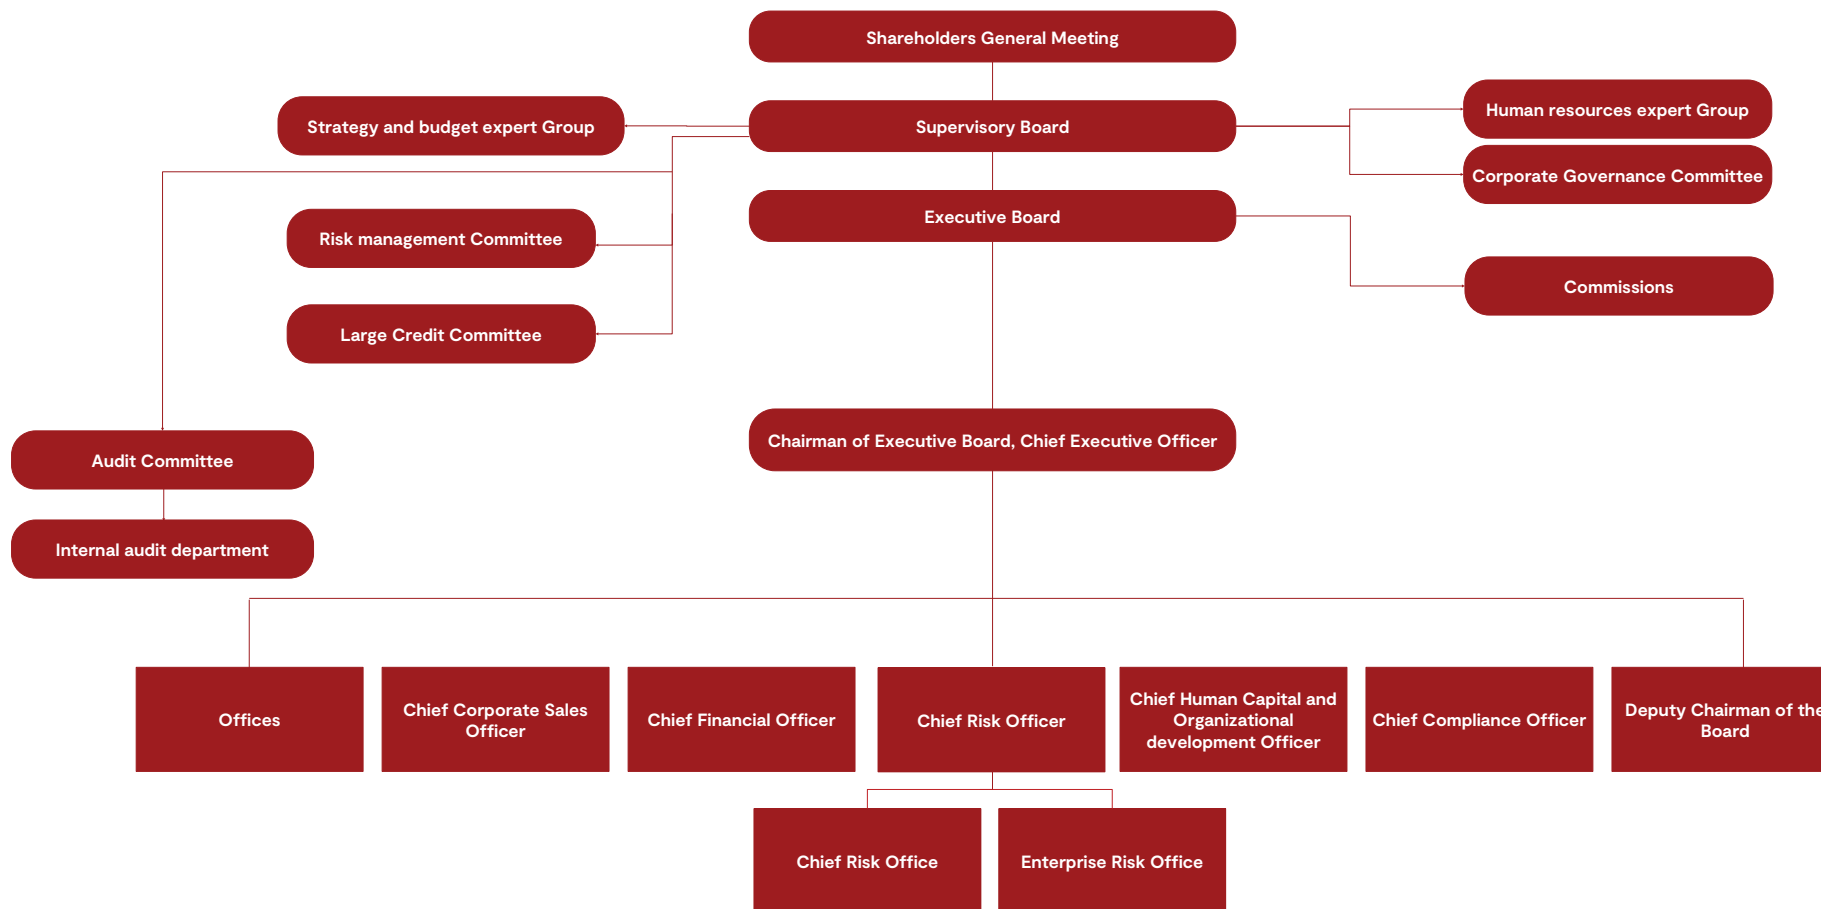 Shareholders General Meeting
Strategy and budget expert Group
Supervisory Board
Human resources expert Group
Corporate Governance Committee
Executive Board
Risk management Committee
Commissions
Large Credit Committee
Chairman of Executive Board, Chief Executive Officer
Audit Committee
Internal audit department
Offices
Chief Corporate Sales
Officer
Chief Financial Officer
Chief Risk Officer
Chief Human Capital and
Organizational
development Officer
Chief Compliance Officer
Deputy Chairman of the
Board
Chief Risk Office
Enterprise Risk Office